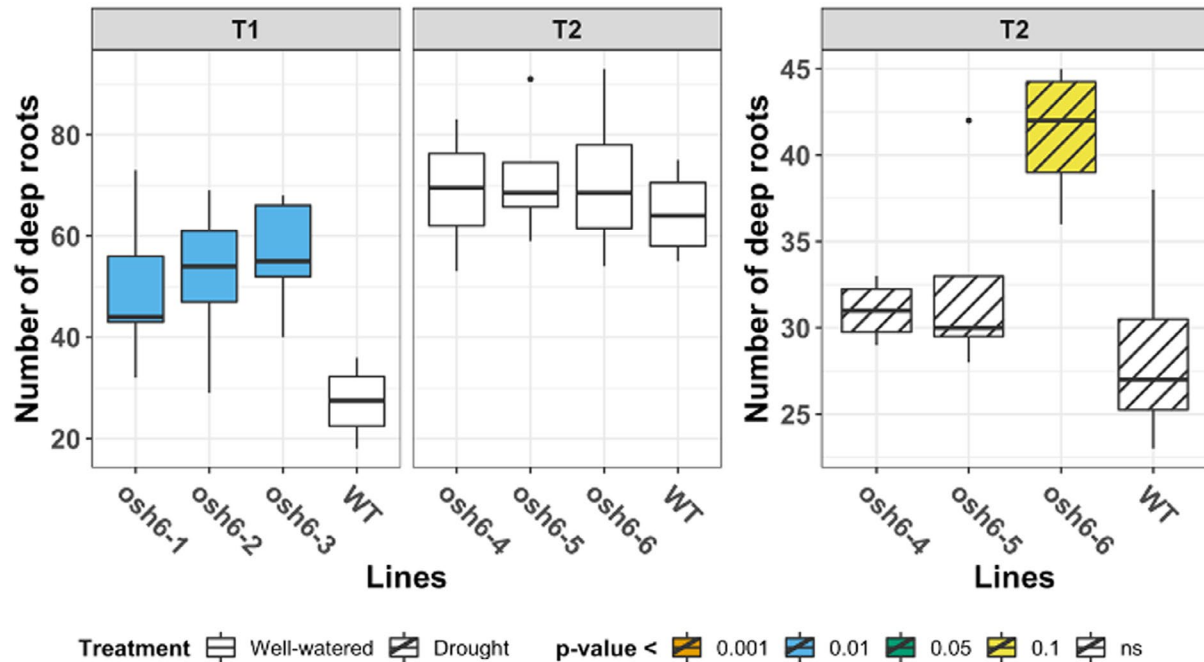 T1
T2
T2
Number of deep roots
80
60
40
20
osh6-1
osh6-2
osh6-3
WT
osh6-4
osh6-5
osh6-6
WT
Lines
Number of deep roots
45
40
35
30
25
osh6-4
osh6-5
osh6-6
WT
Lines
Treatment Well-watered Drought p-value < 0.001 0.01 0.05 0.1 ns